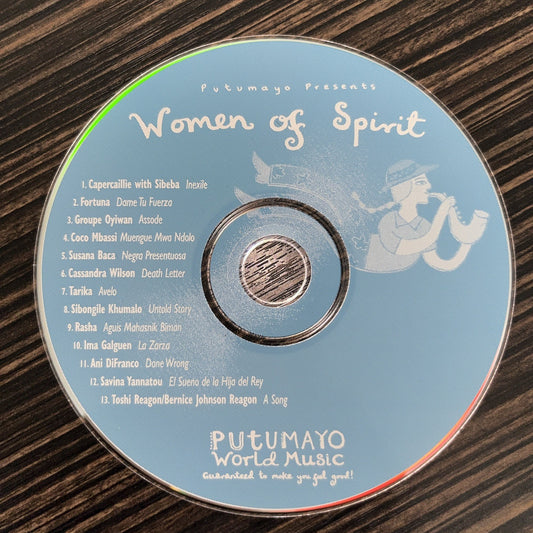 Putumayo Presents
Women of Spirit
1. Capercaillie with Sibeba Inexile
2. Fortuna Dame Tu Fuerza
3. Groupe Oyiwan Assode
4. Coco Mbassi Muengue Mwa Ndolo
5. Susana Baca Negra Presentuosa
6. Cassandra Wilson Death Letter
7. Tarika Avelo
8. Sibongile Khumalo Untold Story
9. Rasha Aguis Mahasnik Biman
10. Ima Galguen La Zarza
11. Ani DiFranco Done Wrong
12. Savina Yannatou El Sueño de la Hija del Rey
13. Toshi Reagon/Bernice Johnson Reagon A Song
PUTUMAYO
World Music
Guaranteed to make you feel good!